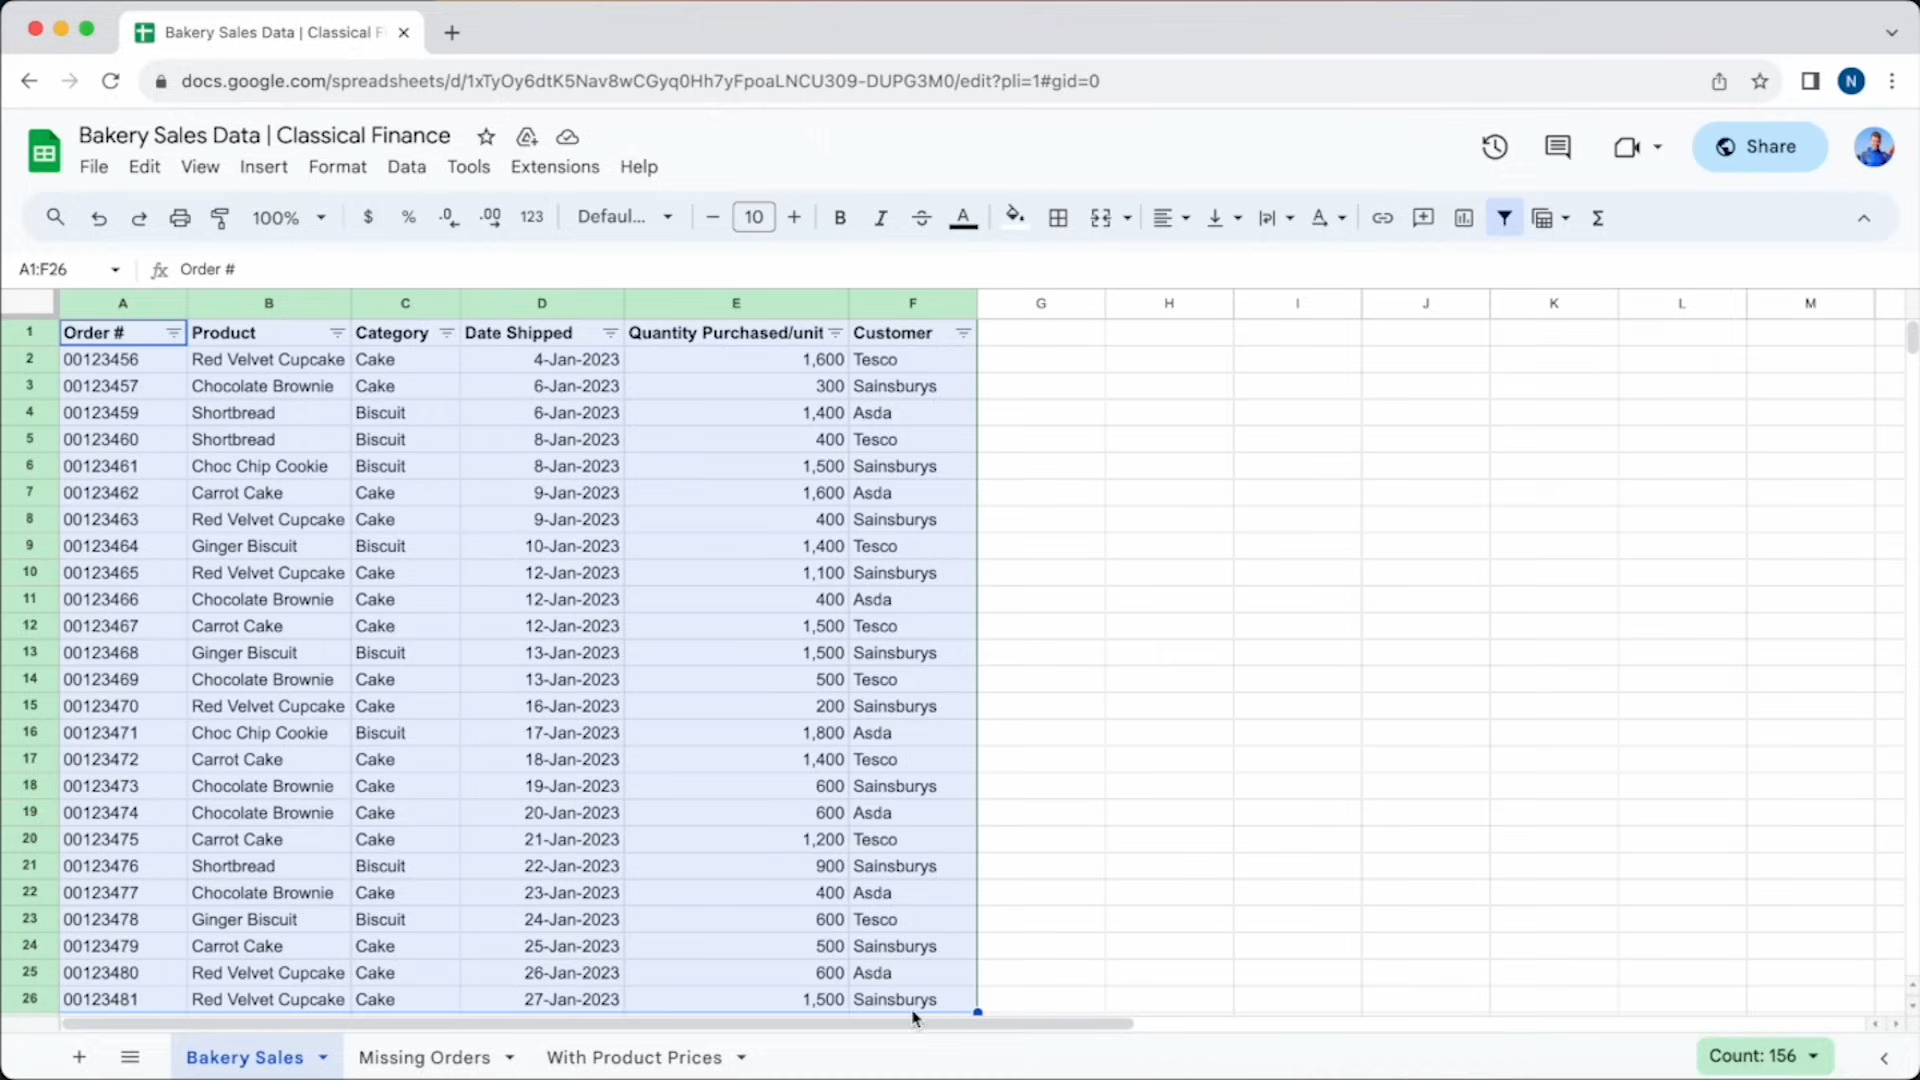 Bakery Sales Data | Classical Fi
docs.google.com/spreadsheets/d/1xTyOy6dtK5Nav8wCGyq0Hh7yFpoaLNCU309-DUPG3M0/edit?pli=1#gid=0
N
Bakery Sales Data | Classical Finance
File Edit View Insert Format Data Tools Extensions Help
Share
100% $ % .0 .00 123 Defaul... − 10 + B I S A Σ
A1:F26 fx Order #
A B C D E F G H I J K L M
1 Order # Product Category Date Shipped Quantity Purchased/unit Customer
2 00123456 Red Velvet Cupcake Cake 4-Jan-2023 1,600 Tesco
3 00123457 Chocolate Brownie Cake 6-Jan-2023 300 Sainsburys
4 00123459 Shortbread Biscuit 6-Jan-2023 1,400 Asda
5 00123460 Shortbread Biscuit 8-Jan-2023 400 Tesco
6 00123461 Choc Chip Cookie Biscuit 8-Jan-2023 1,500 Sainsburys
7 00123462 Carrot Cake Cake 9-Jan-2023 1,600 Asda
8 00123463 Red Velvet Cupcake Cake 9-Jan-2023 400 Sainsburys
9 00123464 Ginger Biscuit Biscuit 10-Jan-2023 1,400 Tesco
10 00123465 Red Velvet Cupcake Cake 12-Jan-2023 1,100 Sainsburys
11 00123466 Chocolate Brownie Cake 12-Jan-2023 400 Asda
12 00123467 Carrot Cake Cake 12-Jan-2023 1,500 Tesco
13 00123468 Ginger Biscuit Biscuit 13-Jan-2023 1,500 Sainsburys
14 00123469 Chocolate Brownie Cake 13-Jan-2023 500 Tesco
15 00123470 Red Velvet Cupcake Cake 16-Jan-2023 200 Sainsburys
16 00123471 Choc Chip Cookie Biscuit 17-Jan-2023 1,800 Asda
17 00123472 Carrot Cake Cake 18-Jan-2023 1,400 Tesco
18 00123473 Chocolate Brownie Cake 19-Jan-2023 600 Sainsburys
19 00123474 Chocolate Brownie Cake 20-Jan-2023 600 Asda
20 00123475 Carrot Cake Cake 21-Jan-2023 1,200 Tesco
21 00123476 Shortbread Biscuit 22-Jan-2023 900 Sainsburys
22 00123477 Chocolate Brownie Cake 23-Jan-2023 400 Asda
23 00123478 Ginger Biscuit Biscuit 24-Jan-2023 600 Tesco
24 00123479 Carrot Cake Cake 25-Jan-2023 500 Sainsburys
25 00123480 Red Velvet Cupcake Cake 26-Jan-2023 600 Asda
26 00123481 Red Velvet Cupcake Cake 27-Jan-2023 1,500 Sainsburys
Bakery Sales Missing Orders With Product Prices Count: 156